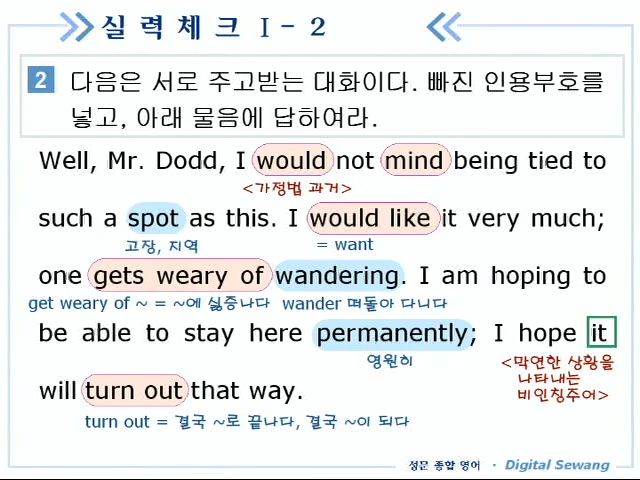 실 력 체 크 Ⅰ - 2
2 다음은 서로 주고받는 대화이다. 빠진 인용부호를
넣고, 아래 물음에 답하여라.
Well, Mr. Dodd, I would not mind being tied to
<가정법 과거>
such a spot as this. I would like it very much;
고장, 지역 = want
one gets weary of wandering. I am hoping to
get weary of ~ = ~에 싫증나다 wander 떠돌아 다니다
be able to stay here permanently; I hope it
영원히 <막연한 상황을
나타내는
비인칭주어>
will turn out that way.
turn out = 결국 ~로 끝나다, 결국 ~이 되다
정문 종합 영어 · Digital Sewang